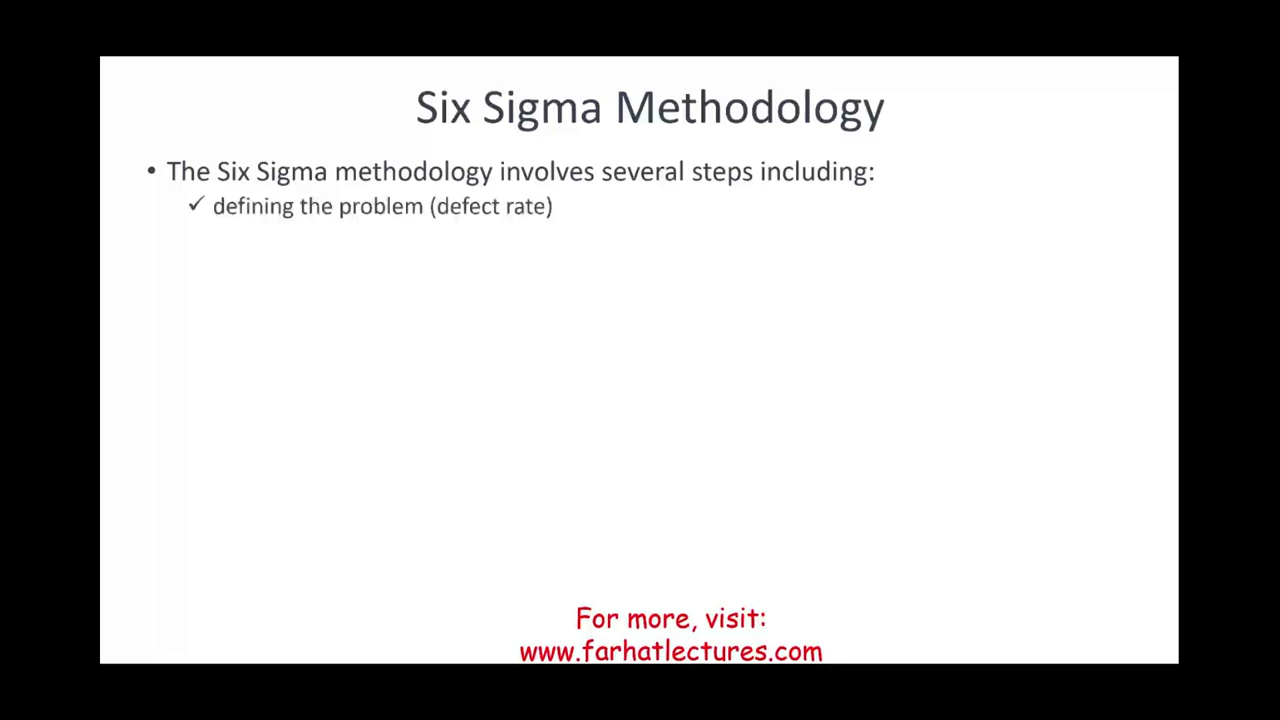 Six Sigma Methodology
• The Six Sigma methodology involves several steps including:
✓ defining the problem (defect rate)
For more, visit:
www.farhatlectures.com